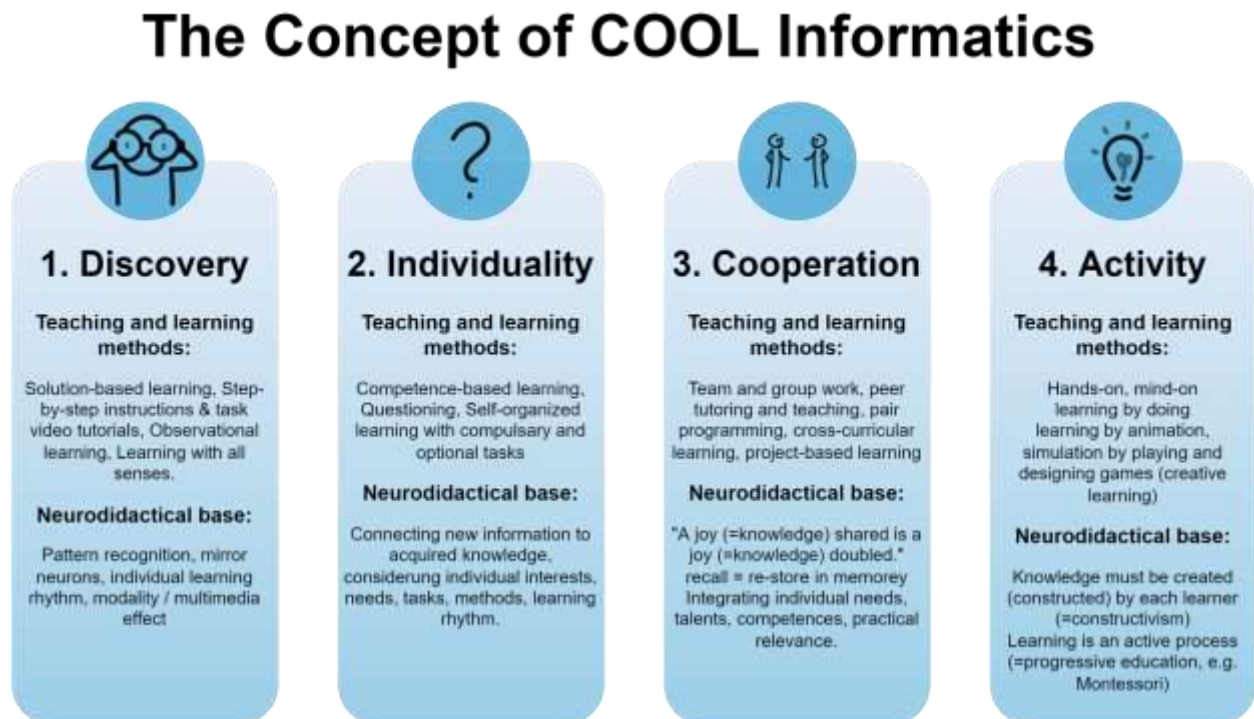 The Concept of COOL Informatics
1. Discovery
Teaching and learning
methods:
Solution-based learning, Step-
by-step instructions & task
video tutorials, Observational
learning, Learning with all
senses.
Neurodidactical base:
Pattern recognition, mirror
neurons, individual learning
rhythm, modality / multimedia
effect
2. Individuality
Teaching and learning
methods:
Competence-based learning,
Questioning, Self-organized
learning with compulsary and
optional tasks
Neurodidactical base:
Connecting new information to
acquired knowledge,
considerung individual interests,
needs, tasks, methods, learning
rhythm.
3. Cooperation
Teaching and learning
methods:
Team and group work, peer
tutoring and teaching, pair
programming, cross-curricular
learning, project-based learning
Neurodidactical base:
"A joy (=knowledge) shared is a
joy (=knowledge) doubled."
recall = re-store in memorey
Integrating individual needs,
talents, competences, practical
relevance.
4. Activity
Teaching and learning
methods:
Hands-on, mind-on
learning by doing
learning by animation,
simulation by playing and
designing games (creative
learning)
Neurodidactical base:
Knowledge must be created
(constructed) by each learner
(=constructivism)
Learning is an active process
(=progressive education, e.g.
Montessori)